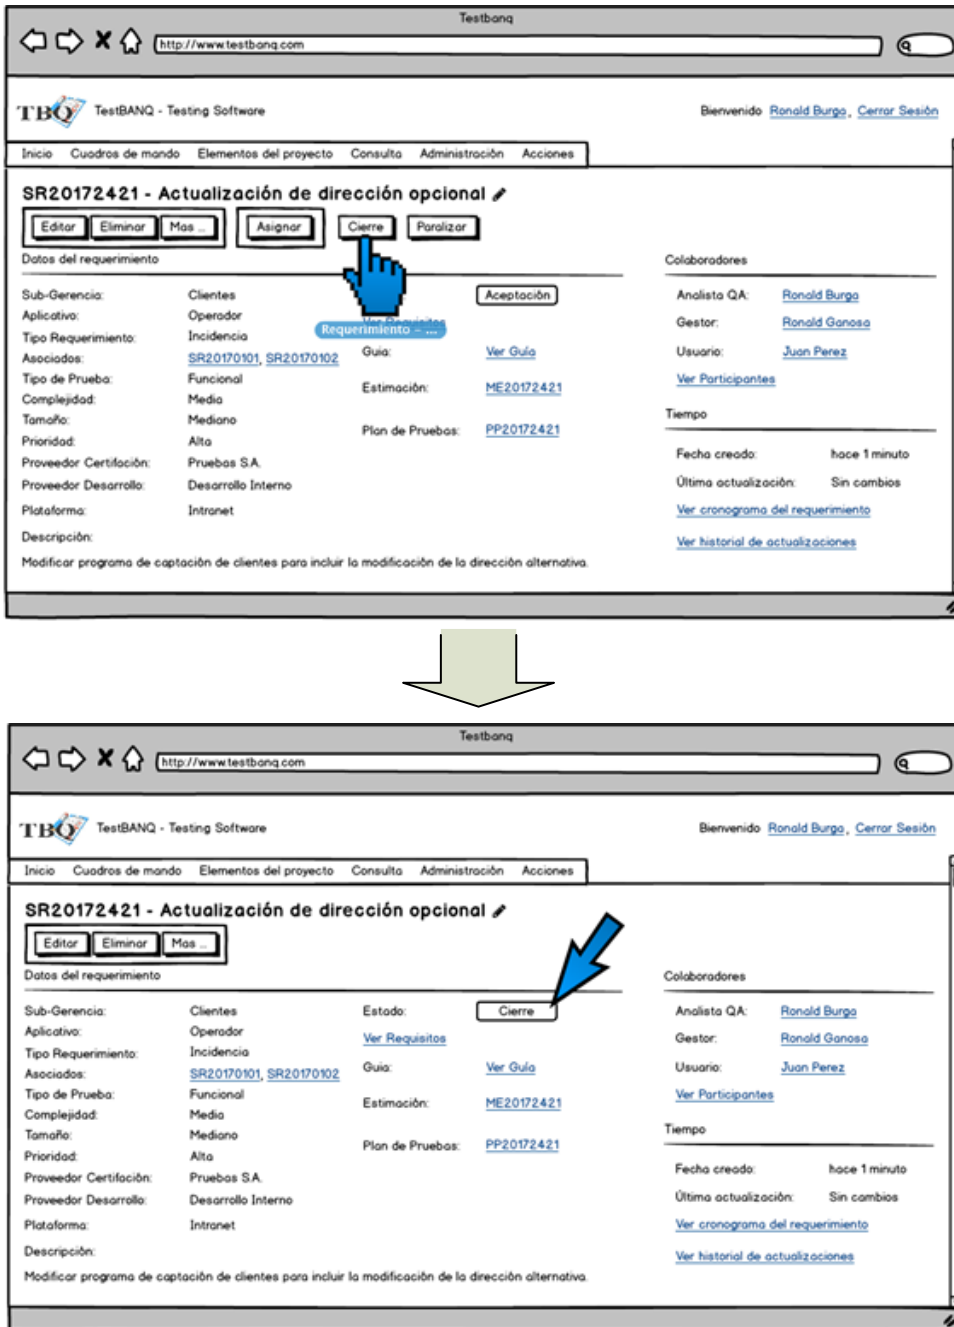 Testbanq
http://www.testbanq.com
TBQ TestBANQ - Testing Software Bienvenido Ronald Burga, Cerrar Sesión
Inicio Cuadros de mando Elementos del proyecto Consulta Administración Acciones
SR20172421 - Actualización de dirección opcional
Editar Eliminar Mas .. Asignar Cierre Paralizar
Datos del requerimiento Colaboradores
Sub-Gerencia: Clientes Aceptación Analista QA: Ronald Burga
Aplicativo: Operador Ver Requisitos Gestor: Ronald Ganosa
Requerimiento – ...
Tipo Requerimiento: Incidencia
Asociados: SR20170101, SR20170102 Guia: Ver Guía Usuario: Juan Perez
Tipo de Prueba: Funcional Ver Participantes
Complejidad: Media Estimación: ME20172421
Tamaño: Mediano Plan de Pruebas: PP20172421 Tiempo
Prioridad: Alta
Proveedor Certifación: Pruebas S.A. Fecha creado: hace 1 minuto
Proveedor Desarrollo: Desarrollo Interno Última actualización: Sin cambios
Plataforma: Intranet Ver cronograma del requerimiento
Descripción: Ver historial de actualizaciones
Modificar programa de captación de clientes para incluir la modificación de la dirección alternativa.
Testbanq
http://www.testbanq.com
TBQ TestBANQ - Testing Software Bienvenido Ronald Burga, Cerrar Sesión
Inicio Cuadros de mando Elementos del proyecto Consulta Administración Acciones
SR20172421 - Actualización de dirección opcional
Editar Eliminar Mas ..
Datos del requerimiento Colaboradores
Sub-Gerencia: Clientes Estado: Cierre Analista QA: Ronald Burga
Aplicativo: Operador Ver Requisitos Gestor: Ronald Ganosa
Tipo Requerimiento: Incidencia
Asociados: SR20170101, SR20170102 Guia: Ver Guía Usuario: Juan Perez
Tipo de Prueba: Funcional Ver Participantes
Complejidad: Media Estimación: ME20172421
Tamaño: Mediano Plan de Pruebas: PP20172421 Tiempo
Prioridad: Alta
Proveedor Certifación: Pruebas S.A. Fecha creado: hace 1 minuto
Proveedor Desarrollo: Desarrollo Interno Última actualización: Sin cambios
Plataforma: Intranet Ver cronograma del requerimiento
Descripción: Ver historial de actualizaciones
Modificar programa de captación de clientes para incluir la modificación de la dirección alternativa.